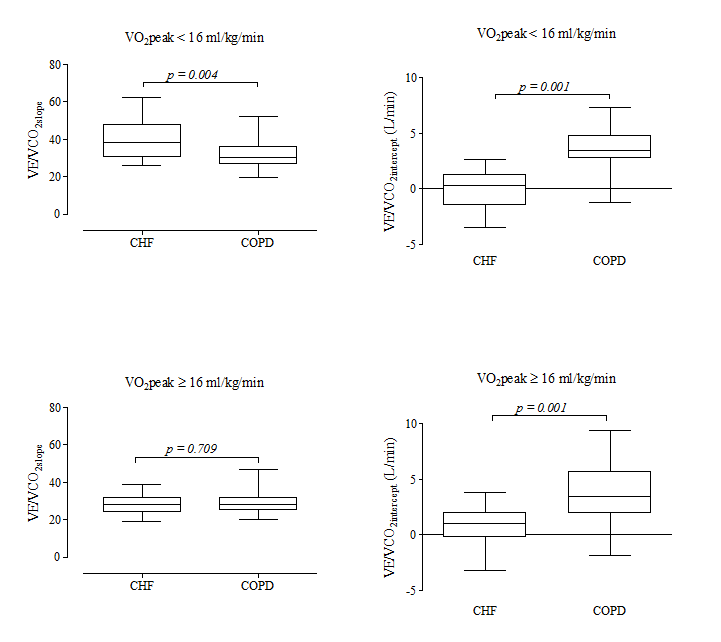 VO2peak < 16 ml/kg/min
80
60
40
20
0
VE/VCO2slope
p = 0.004
CHF
COPD
VO2peak < 16 ml/kg/min
10
5
0
-5
VE/VCO2intercept (L/min)
p = 0.001
CHF
COPD
VO2peak ≥ 16 ml/kg/min
80
60
40
20
0
VE/VCO2slope
p = 0.709
CHF
COPD
VO2peak ≥ 16 ml/kg/min
10
5
0
-5
VE/VCO2intercept (L/min)
p = 0.001
CHF
COPD